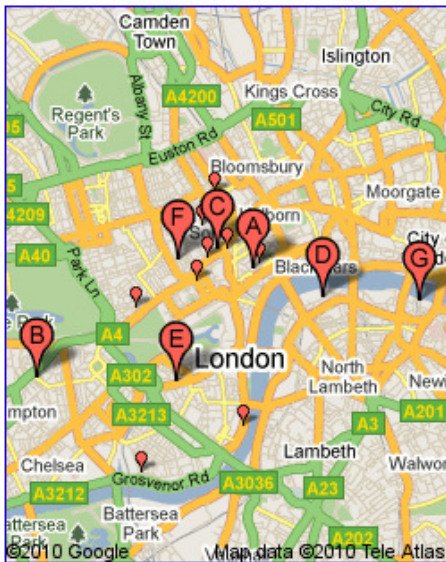 Camden
Town
Islington
A4200
Kings Cross
Albany St
Regent's
Park
A501
City Rd
Euston Rd
Bloomsbury
Moorgate
4209
A40
F
C
A
City
D
G
Park Ln
B
A4
E
London
A302
North
Lambeth
A3213
A201
A3
Chelsea
Lambeth
Grosvenor Rd
A3212
A3036
A23
Battersea
Park
A202
©2010 Google
Map data ©2010 Tele Atlas